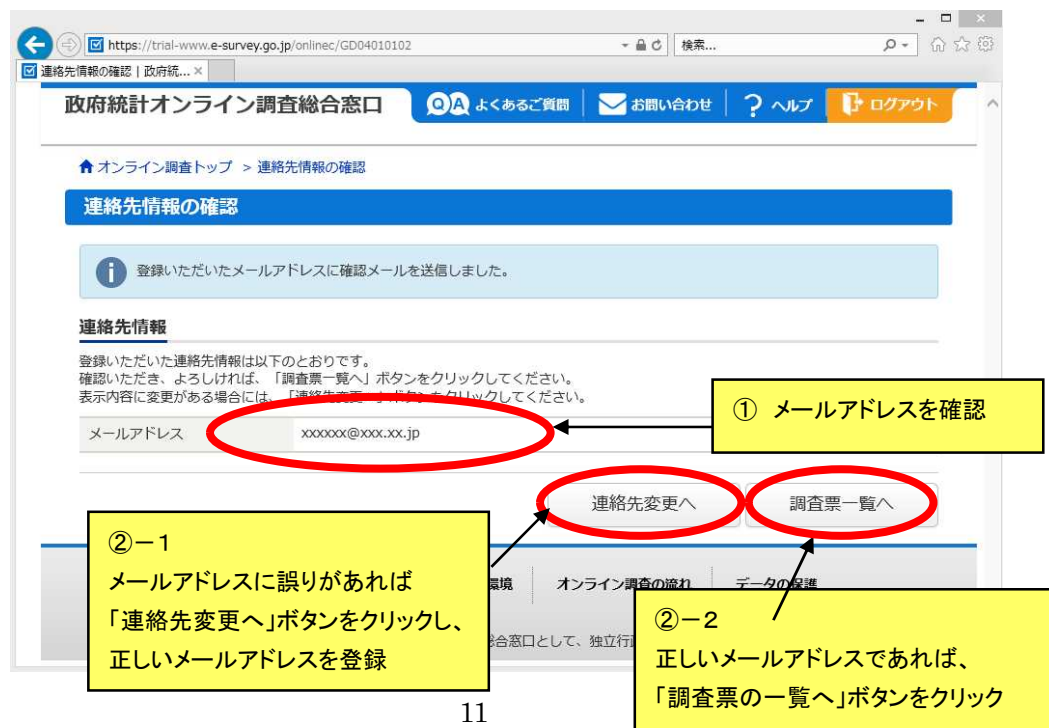 https://trial-www.e-survey.go.jp/onlinec/GD04010102
検索...
連絡先情報の確認 | 政府統...
政府統計オンライン調査総合窓口
QA よくあるご質問
お問い合わせ
? ヘルプ
ログアウト
オンライン調査トップ > 連絡先情報の確認
連絡先情報の確認
登録いただいたメールアドレスに確認メールを送信しました。
連絡先情報
登録いただいた連絡先情報は以下のとおりです。
確認いただき、よろしければ、「調査票一覧へ」ボタンをクリックしてください。
表示内容に変更がある場合には、「連絡先変更へ」ボタンをクリックしてください。
① メールアドレスを確認
メールアドレス
xxxxxx@xxx.xx.jp
連絡先変更へ
調査票一覧へ
②－1
メールアドレスに誤りがあれば
「連絡先変更へ」ボタンをクリックし、
正しいメールアドレスを登録
環境
オンライン調査の流れ
データの保護
総合窓口として、独立行
②－2
正しいメールアドレスであれば、
「調査票の一覧へ」ボタンをクリック
11